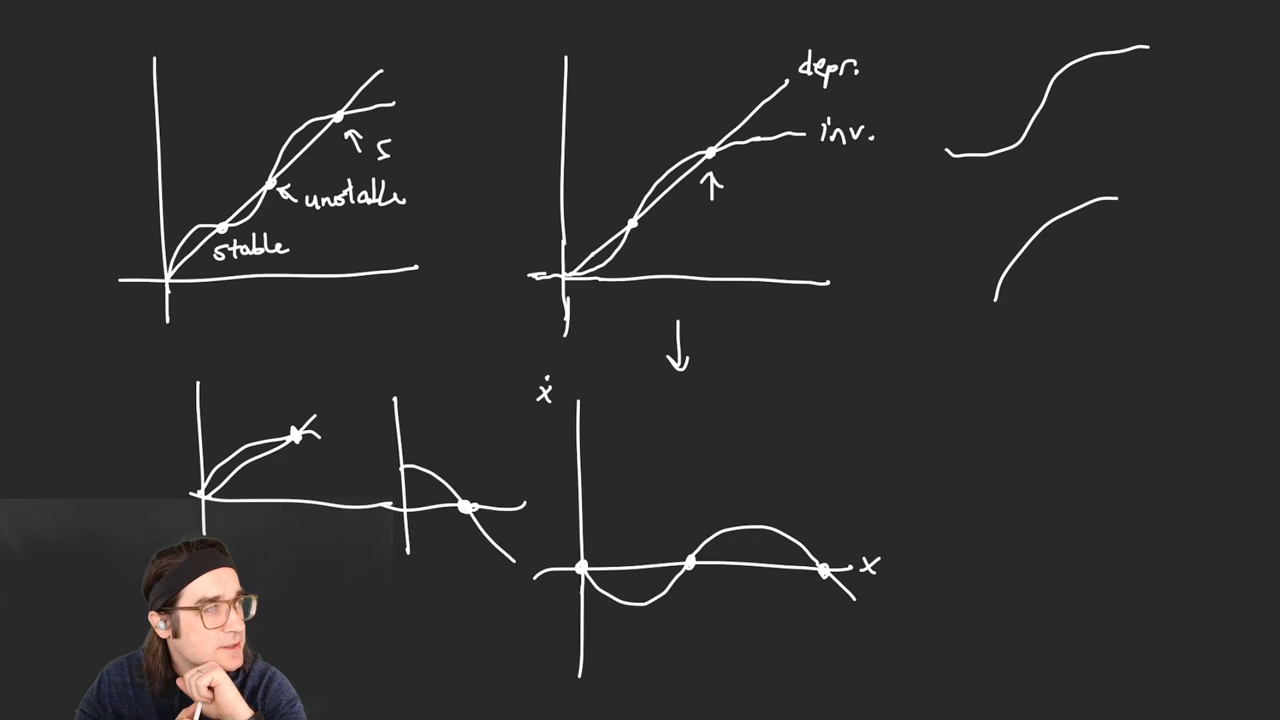 depr.
inv.
s
unstable
stable
ẋ
x